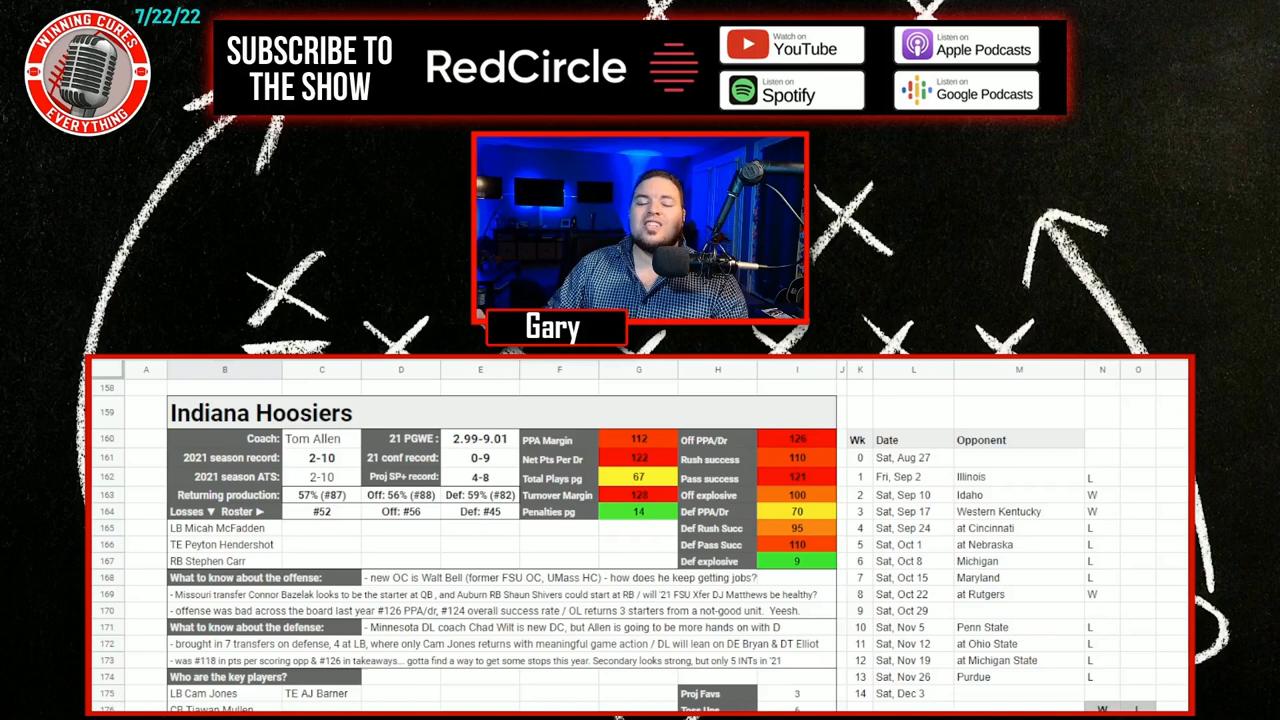 7/22/22
WINNING CURES
EVERYTHING
SUBSCRIBE TO
THE SHOW
RedCircle
Watch on
YouTube
Listen on
Apple Podcasts
Listen on
Spotify
Listen on
Google Podcasts
Gary
A B C D E F G H I J K L M N O
158
159 Indiana Hoosiers
160 Coach: Tom Allen 21 PGWE : 2.99-9.01 PPA Margin 112 Off PPA/Dr 126 Wk Date Opponent
161 2021 season record: 2-10 21 conf record: 0-9 Net Pts Per Dr 122 Rush success 110 0 Sat, Aug 27
162 2021 season ATS: 2-10 Proj SP+ record: 4-8 Total Plays pg 67 Pass success 121 1 Fri, Sep 2 Illinois L
163 Returning production: 57% (#87) Off: 56% (#88) Def: 59% (#82) Turnover Margin 128 Off explosive 100 2 Sat, Sep 10 Idaho W
164 Losses ▼ Roster ► #52 Off: #56 Def: #45 Penalties pg 14 Def PPA/Dr 70 3 Sat, Sep 17 Western Kentucky W
165 LB Micah McFadden Def Rush Succ 95 4 Sat, Sep 24 at Cincinnati L
166 TE Peyton Hendershot Def Pass Succ 110 5 Sat, Oct 1 at Nebraska L
167 RB Stephen Carr Def explosive 9 6 Sat, Oct 8 Michigan L
168 What to know about the offense: - new OC is Walt Bell (former FSU OC, UMass HC) - how does he keep getting jobs? 7 Sat, Oct 15 Maryland L
169 - Missouri transfer Connor Bazelak looks to be the starter at QB , and Auburn RB Shaun Shivers could start at RB / will '21 FSU Xfer DJ Matthews be healthy? 8 Sat, Oct 22 at Rutgers W
170 - offense was bad across the board last year #126 PPA/dr, #124 overall success rate / OL returns 3 starters from a not-good unit. Yeesh. 9 Sat, Oct 29
171 What to know about the defense: - Minnesota DL coach Chad Wilt is new DC, but Allen is going to be more hands on with D 10 Sat, Nov 5 Penn State L
172 - brought in 7 transfers on defense, 4 at LB, where only Cam Jones returns with meaningful game action / DL will lean on DE Bryan & DT Elliot 11 Sat, Nov 12 at Ohio State L
173 - was #118 in pts per scoring opp & #126 in takeaways... gotta find a way to get some stops this year. Secondary looks strong, but only 5 INTs in '21 12 Sat, Nov 19 at Michigan State L
174 Who are the key players? 13 Sat, Nov 26 Purdue L
175 LB Cam Jones TE AJ Barner Proj Favs 3 14 Sat, Dec 3
176 CB Tiawan Mullen Toss Ups 6 W L